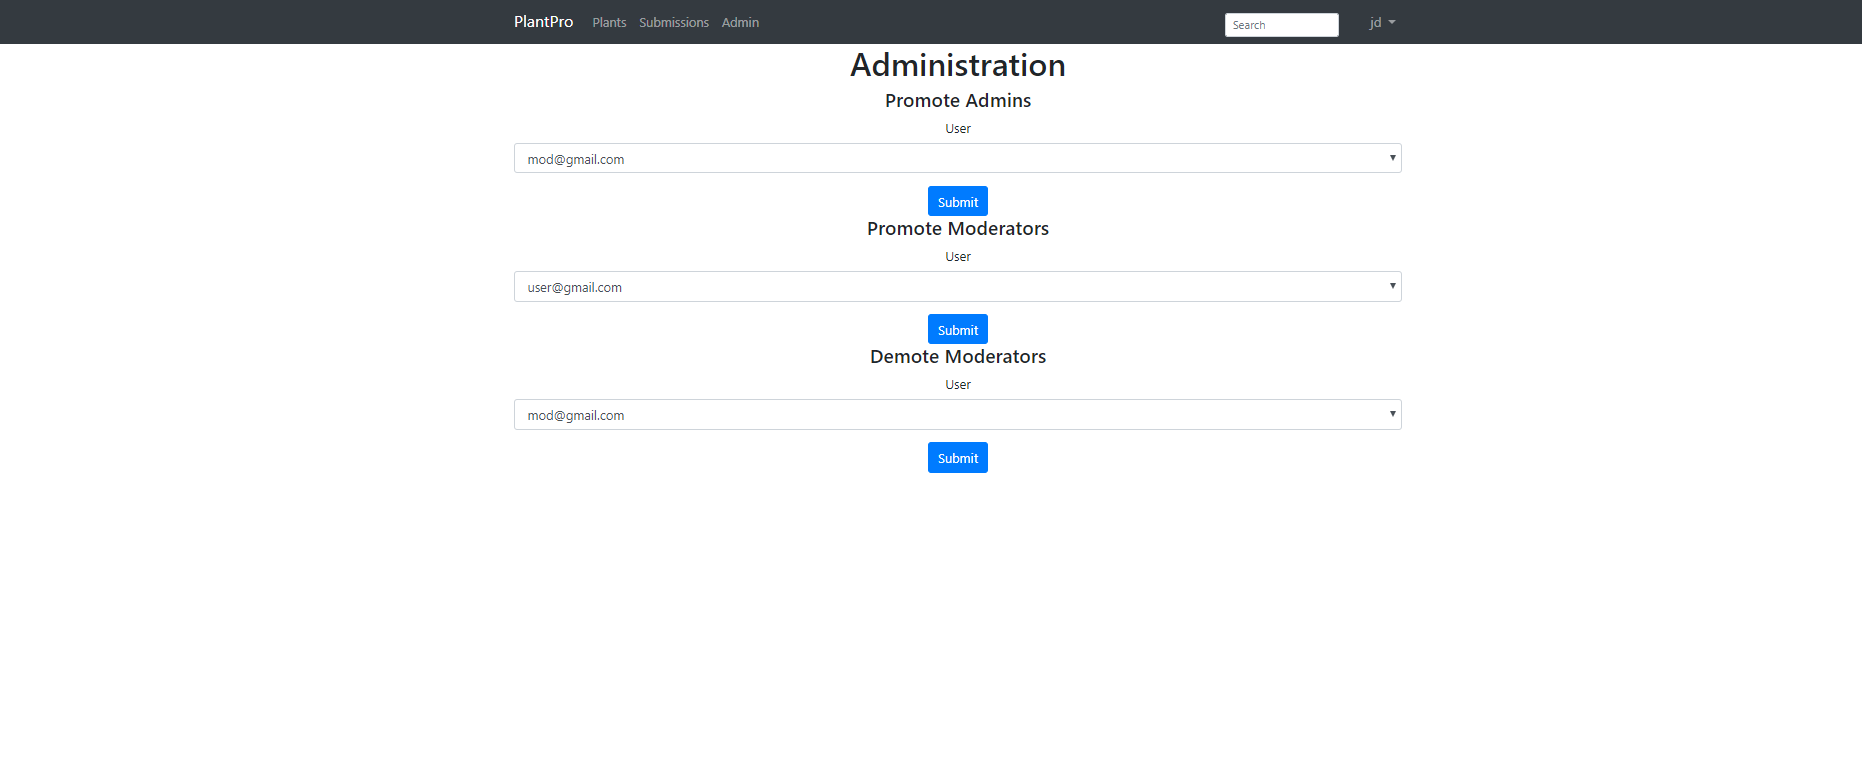 PlantPro Plants Submissions Admin Search jd
Administration
Promote Admins
User
mod@gmail.com
Submit
Promote Moderators
User
user@gmail.com
Submit
Demote Moderators
User
mod@gmail.com
Submit